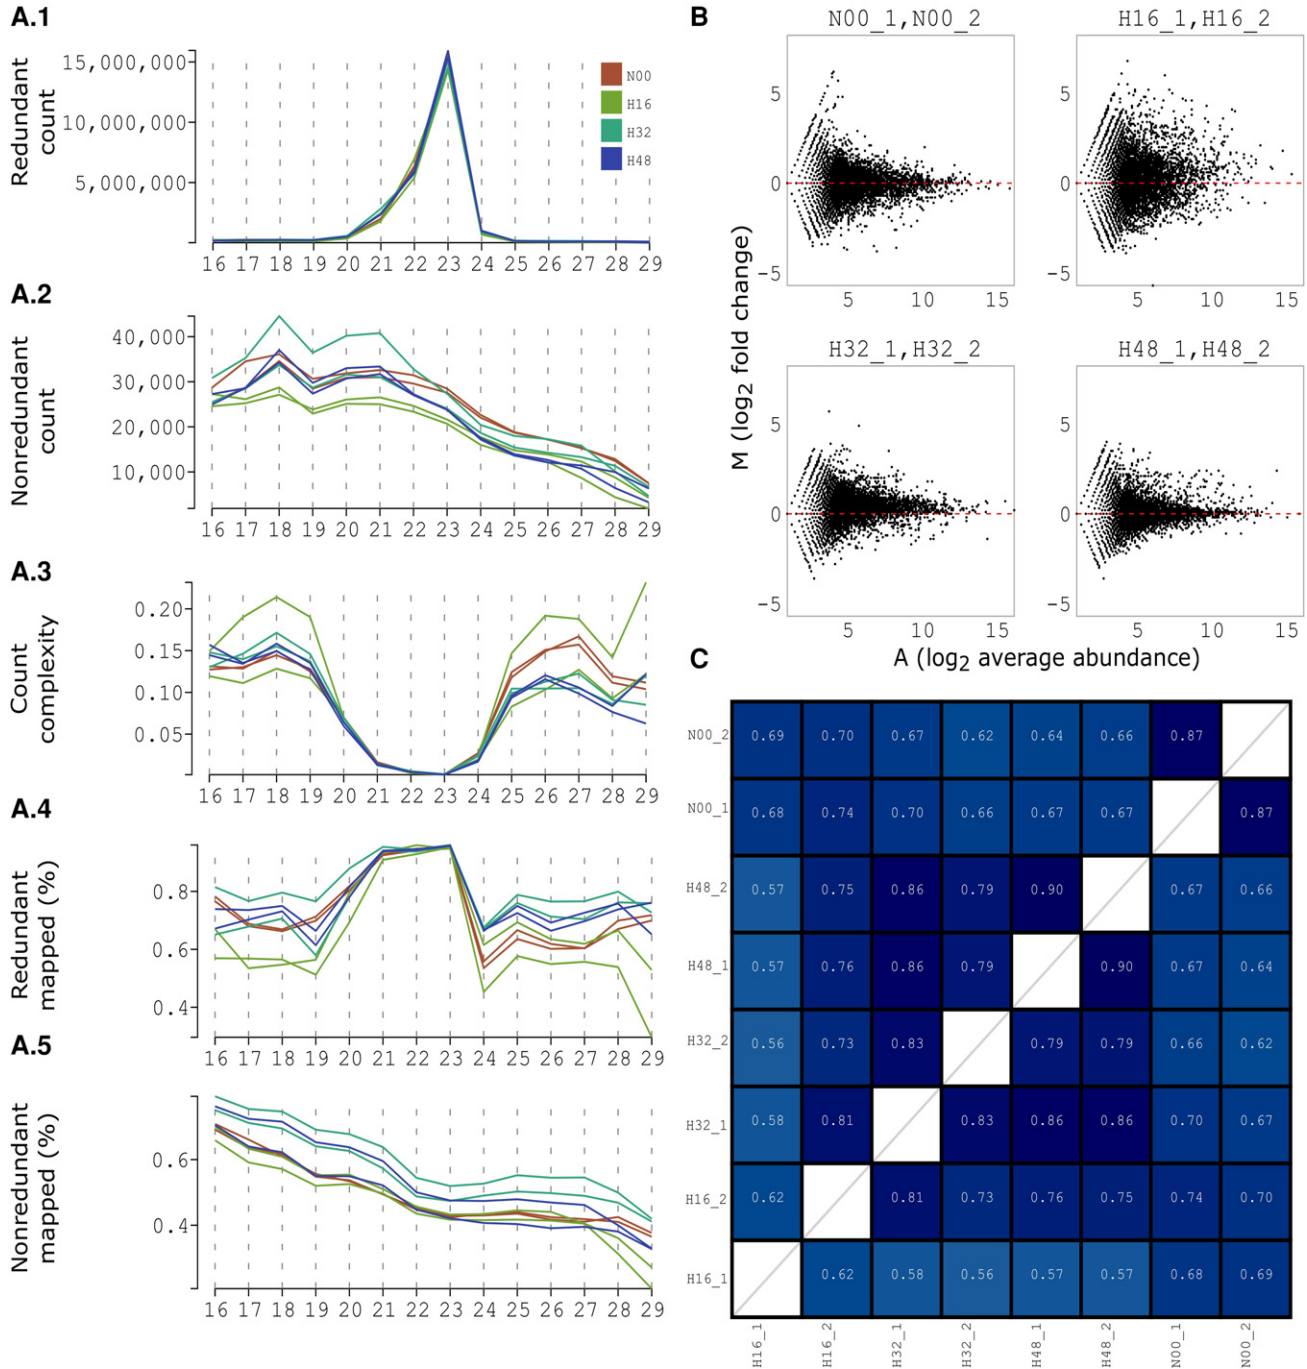 A.1
Redundant
count
15,000,000
10,000,000
5,000,000
N00
H16
H32
H48
16 17 18 19 20 21 22 23 24 25 26 27 28 29
A.2
Nonredundant
count
40,000
30,000
20,000
10,000
16 17 18 19 20 21 22 23 24 25 26 27 28 29
A.3
Count
complexity
0.20
0.15
0.10
0.05
16 17 18 19 20 21 22 23 24 25 26 27 28 29
A.4
Redundant
mapped (%)
0.8
0.6
0.4
16 17 18 19 20 21 22 23 24 25 26 27 28 29
A.5
Nonredundant
mapped (%)
0.6
0.4
16 17 18 19 20 21 22 23 24 25 26 27 28 29
B
M (log2 fold change)
N00_1,N00_2
5
0
−5
5 10 15
H16_1,H16_2
5
0
−5
5 10 15
H32_1,H32_2
5
0
−5
5 10 15
H48_1,H48_2
5
0
−5
5 10 15
A (log2 average abundance)
C
N00_2 0.69 0.70 0.67 0.62 0.64 0.66 0.87
N00_1 0.68 0.74 0.70 0.66 0.67 0.67 0.87
H48_2 0.57 0.75 0.86 0.79 0.90 0.67 0.66
H48_1 0.57 0.76 0.86 0.79 0.90 0.67 0.64
H32_2 0.56 0.73 0.83 0.79 0.79 0.66 0.62
H32_1 0.58 0.81 0.83 0.86 0.86 0.70 0.67
H16_2 0.62 0.81 0.73 0.76 0.75 0.74 0.70
H16_1 0.62 0.58 0.56 0.57 0.57 0.68 0.69
H16_1 H16_2 H32_1 H32_2 H48_1 H48_2 N00_1 N00_2